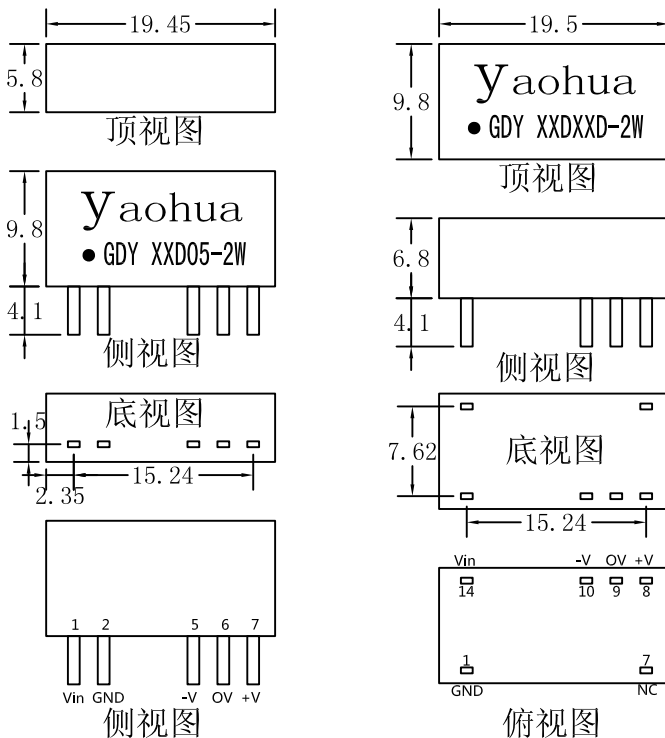 19.45
5.8
顶视图
9.8
yaohua
● GDY XXD05-2W
4.1
侧视图
底视图
1.5
2.35
15.24
1 2 5 6 7
Vin GND -V OV +V
侧视图
19.5
9.8
yaohua
● GDY XXDXXD-2W
顶视图
6.8
4.1
侧视图
7.62
底视图
15.24
Vin -V OV +V
14 10 9 8
1 7
GND NC
俯视图